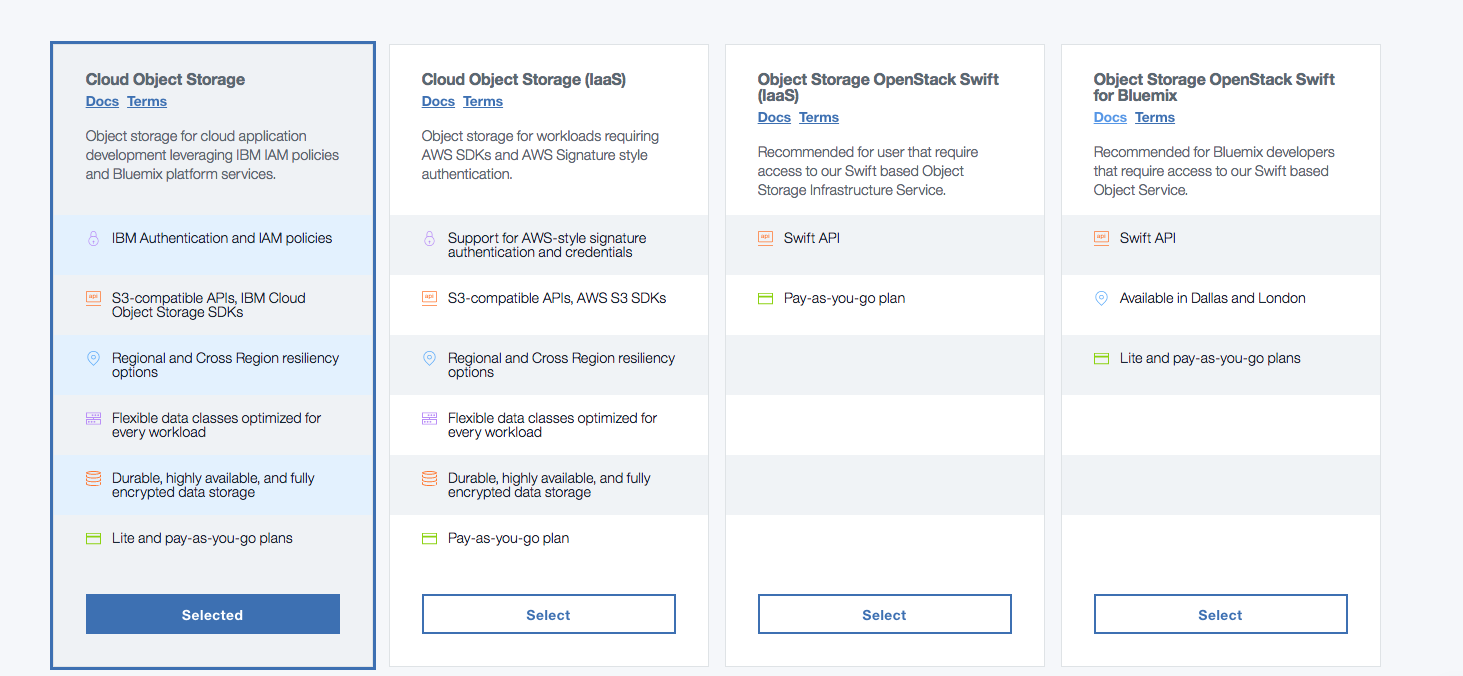 Cloud Object Storage
Docs Terms
Object storage for cloud application
development leveraging IBM IAM policies
and Bluemix platform services.
IBM Authentication and IAM policies
api
S3-compatible APIs, IBM Cloud
Object Storage SDKs
Regional and Cross Region resiliency
options
Flexible data classes optimized for
every workload
Durable, highly available, and fully
encrypted data storage
Lite and pay-as-you-go plans
Selected
Cloud Object Storage (IaaS)
Docs Terms
Object storage for workloads requiring
AWS SDKs and AWS Signature style
authentication.
Support for AWS-style signature
authentication and credentials
api
S3-compatible APIs, AWS S3 SDKs
Regional and Cross Region resiliency
options
Flexible data classes optimized for
every workload
Durable, highly available, and fully
encrypted data storage
Pay-as-you-go plan
Select
Object Storage OpenStack Swift
(IaaS)
Docs Terms
Recommended for user that require
access to our Swift based Object
Storage Infrastructure Service.
api
Swift API
Pay-as-you-go plan
Select
Object Storage OpenStack Swift
for Bluemix
Docs Terms
Recommended for Bluemix developers
that require access to our Swift based
Object Service.
api
Swift API
Available in Dallas and London
Lite and pay-as-you-go plans
Select